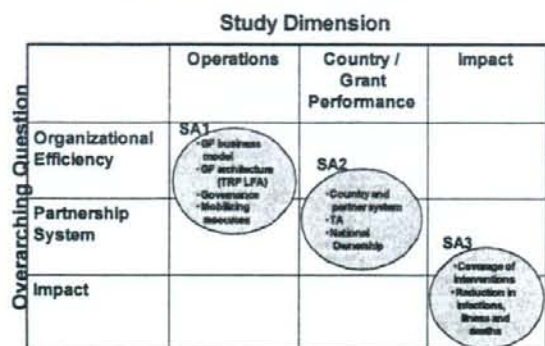 Study Dimension
Operations
Country / Grant Performance
Impact
Overarching Question
Organizational Efficiency
Partnership System
Impact
SA1
•GF business
model
•GF architecture
(TRP LFA)
•Governance
•Mobilizing
resources
SA2
•Country and
partner system
•TA
•National
Ownership
SA3
•Coverage of
interventions
•Reduction in
infections,
illness and
deaths